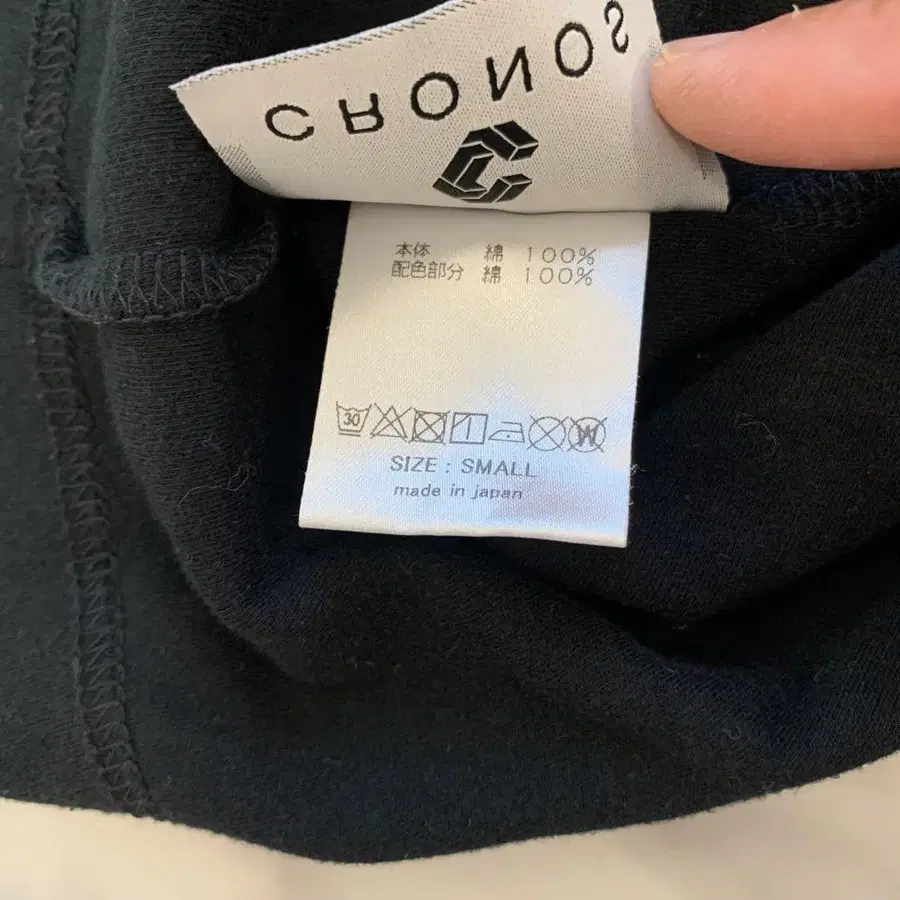 CRONOS
本体 綿 100%
配色部分 綿 100%
30 W
SIZE : SMALL
made in japan